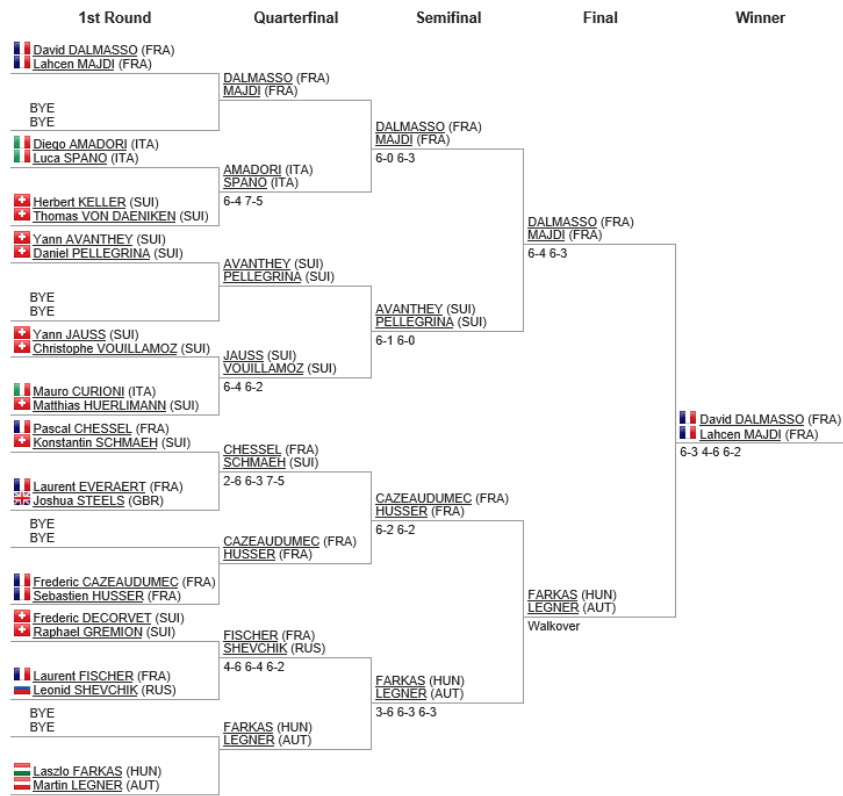 1st Round
Quarterfinal
Semifinal
Final
Winner
David DALMASSO (FRA)
Lahcen MAJDI (FRA)
BYE
BYE
Diego AMADORI (ITA)
Luca SPANO (ITA)
Herbert KELLER (SUI)
Thomas VON DAENIKEN (SUI)
Yann AVANTHEY (SUI)
Daniel PELLEGRINA (SUI)
BYE
BYE
Yann JAUSS (SUI)
Christophe VOUILLAMOZ (SUI)
Mauro CURIONI (ITA)
Matthias HUERLIMANN (SUI)
Pascal CHESSEL (FRA)
Konstantin SCHMAEH (SUI)
Laurent EVERAERT (FRA)
Joshua STEELS (GBR)
BYE
BYE
Frederic CAZEAUDUMEC (FRA)
Sebastien HUSSER (FRA)
Frederic DECORVET (SUI)
Raphael GREMION (SUI)
Laurent FISCHER (FRA)
Leonid SHEVCHIK (RUS)
BYE
BYE
Laszlo FARKAS (HUN)
Martin LEGNER (AUT)
DALMASSO (FRA)
MAJDI (FRA)
AMADORI (ITA)
SPANO (ITA)
6-4 7-5
AVANTHEY (SUI)
PELLEGRINA (SUI)
JAUSS (SUI)
VOUILLAMOZ (SUI)
6-4 6-2
CHESSEL (FRA)
SCHMAEH (SUI)
2-6 6-3 7-5
CAZEAUDUMEC (FRA)
HUSSER (FRA)
FISCHER (FRA)
SHEVCHIK (RUS)
4-6 6-4 6-2
FARKAS (HUN)
LEGNER (AUT)
DALMASSO (FRA)
MAJDI (FRA)
6-0 6-3
AVANTHEY (SUI)
PELLEGRINA (SUI)
6-1 6-0
CAZEAUDUMEC (FRA)
HUSSER (FRA)
6-2 6-2
FARKAS (HUN)
LEGNER (AUT)
3-6 6-3 6-3
DALMASSO (FRA)
MAJDI (FRA)
6-4 6-3
FARKAS (HUN)
LEGNER (AUT)
Walkover
David DALMASSO (FRA)
Lahcen MAJDI (FRA)
6-3 4-6 6-2